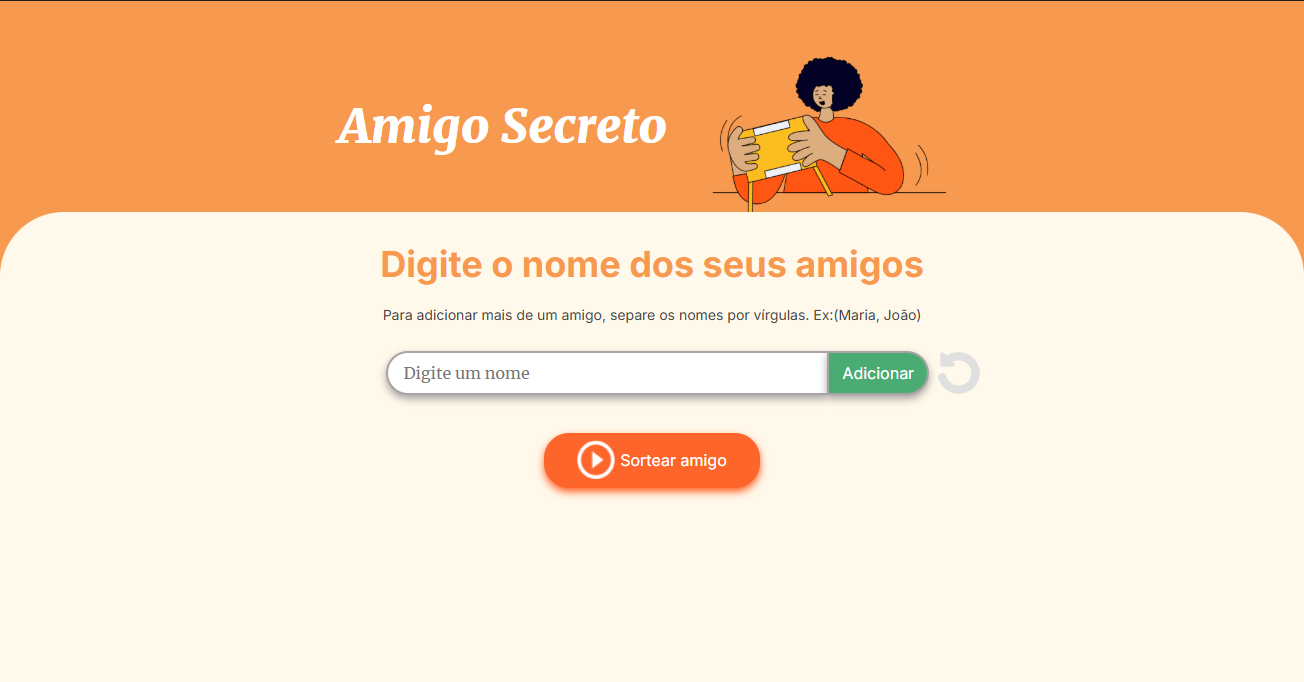 Amigo Secreto
Digite o nome dos seus amigos
Para adicionar mais de um amigo, separe os nomes por vírgulas. Ex:(Maria, João)
Digite um nome
Adicionar
Sortear amigo